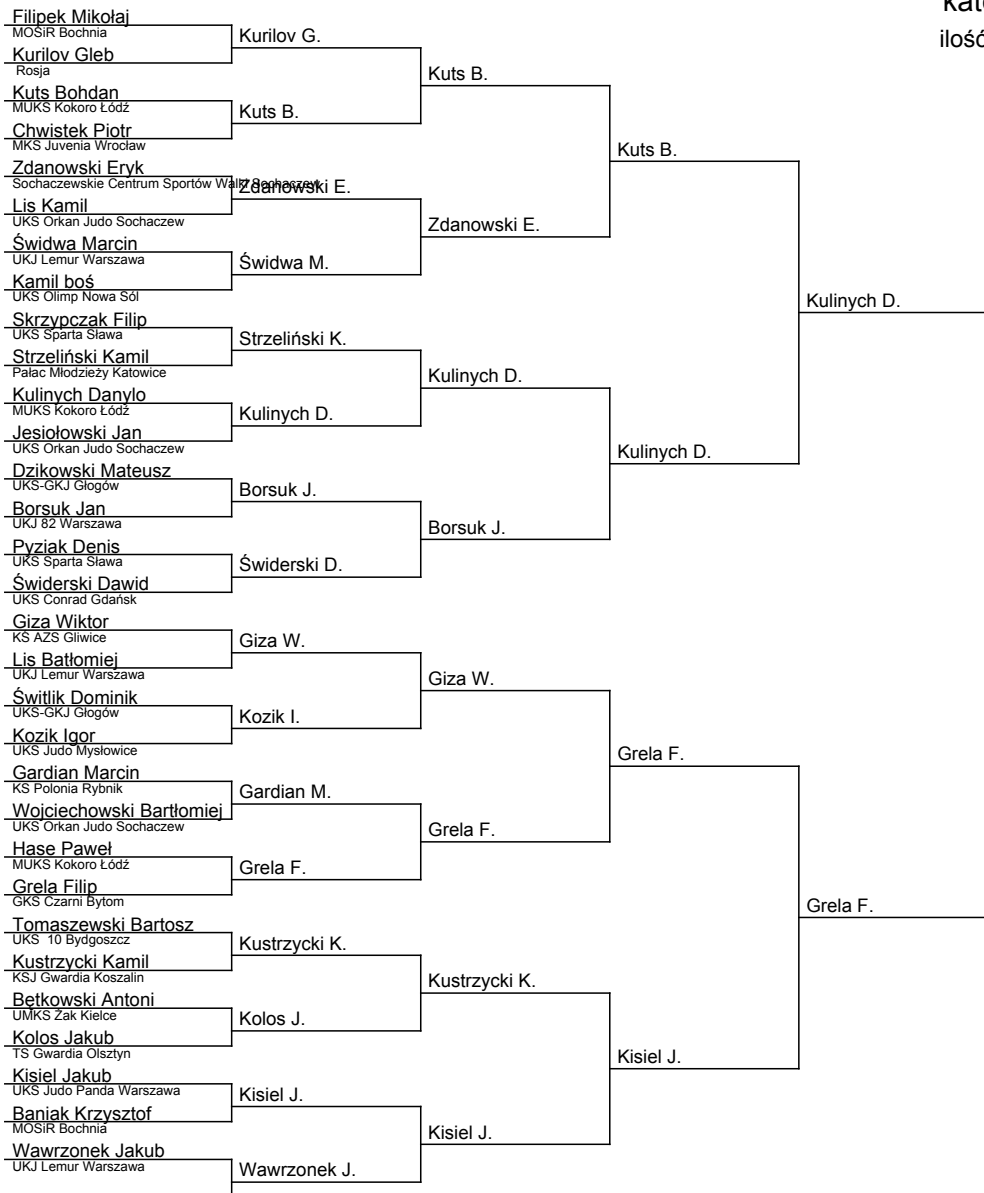 Filipek Mikołaj
MOSiR Bochnia
Kurilov Gleb
Rosja
Kuts Bohdan
MUKS Kokoro Łódź
Chwistek Piotr
MKS Juvenia Wrocław
Zdanowski Eryk
Sochaczewskie Centrum Sportów Walki Sochaczew
Lis Kamil
UKS Orkan Judo Sochaczew
Świdwa Marcin
UKJ Lemur Warszawa
Kamil boś
UKS Olimp Nowa Sól
Skrzypczak Filip
UKS Sparta Sława
Strzeliński Kamil
Pałac Młodzieży Katowice
Kulinych Danylo
MUKS Kokoro Łódź
Jesiołowski Jan
UKS Orkan Judo Sochaczew
Dzikowski Mateusz
UKS-GKJ Głogów
Borsuk Jan
UKJ 82 Warszawa
Pyziak Denis
UKS Sparta Sława
Świderski Dawid
UKS Conrad Gdańsk
Giza Wiktor
KS AZS Gliwice
Lis Batłomiej
UKJ Lemur Warszawa
Świtlik Dominik
UKS-GKJ Głogów
Kozik Igor
UKS Judo Mysłowice
Gardian Marcin
KS Polonia Rybnik
Wojciechowski Bartłomiej
UKS Orkan Judo Sochaczew
Hase Paweł
MUKS Kokoro Łódź
Grela Filip
GKS Czarni Bytom
Tomaszewski Bartosz
UKS 10 Bydgoszcz
Kustrzycki Kamil
KSJ Gwardia Koszalin
Bętkowski Antoni
UMKS Żak Kielce
Kolos Jakub
TS Gwardia Olsztyn
Kisiel Jakub
UKS Judo Panda Warszawa
Baniak Krzysztof
MOSiR Bochnia
Wawrzonek Jakub
UKJ Lemur Warszawa
Kurilov G.
Kuts B.
Zdanowski E.
Świdwa M.
Strzeliński K.
Kulinych D.
Borsuk J.
Świderski D.
Giza W.
Kozik I.
Gardian M.
Grela F.
Kustrzycki K.
Kolos J.
Kisiel J.
Wawrzonek J.
Kuts B.
Zdanowski E.
Kulinych D.
Borsuk J.
Giza W.
Grela F.
Kustrzycki K.
Kisiel J.
Kuts B.
Kulinych D.
Grela F.
Kisiel J.
Kulinych D.
Grela F.
ilość